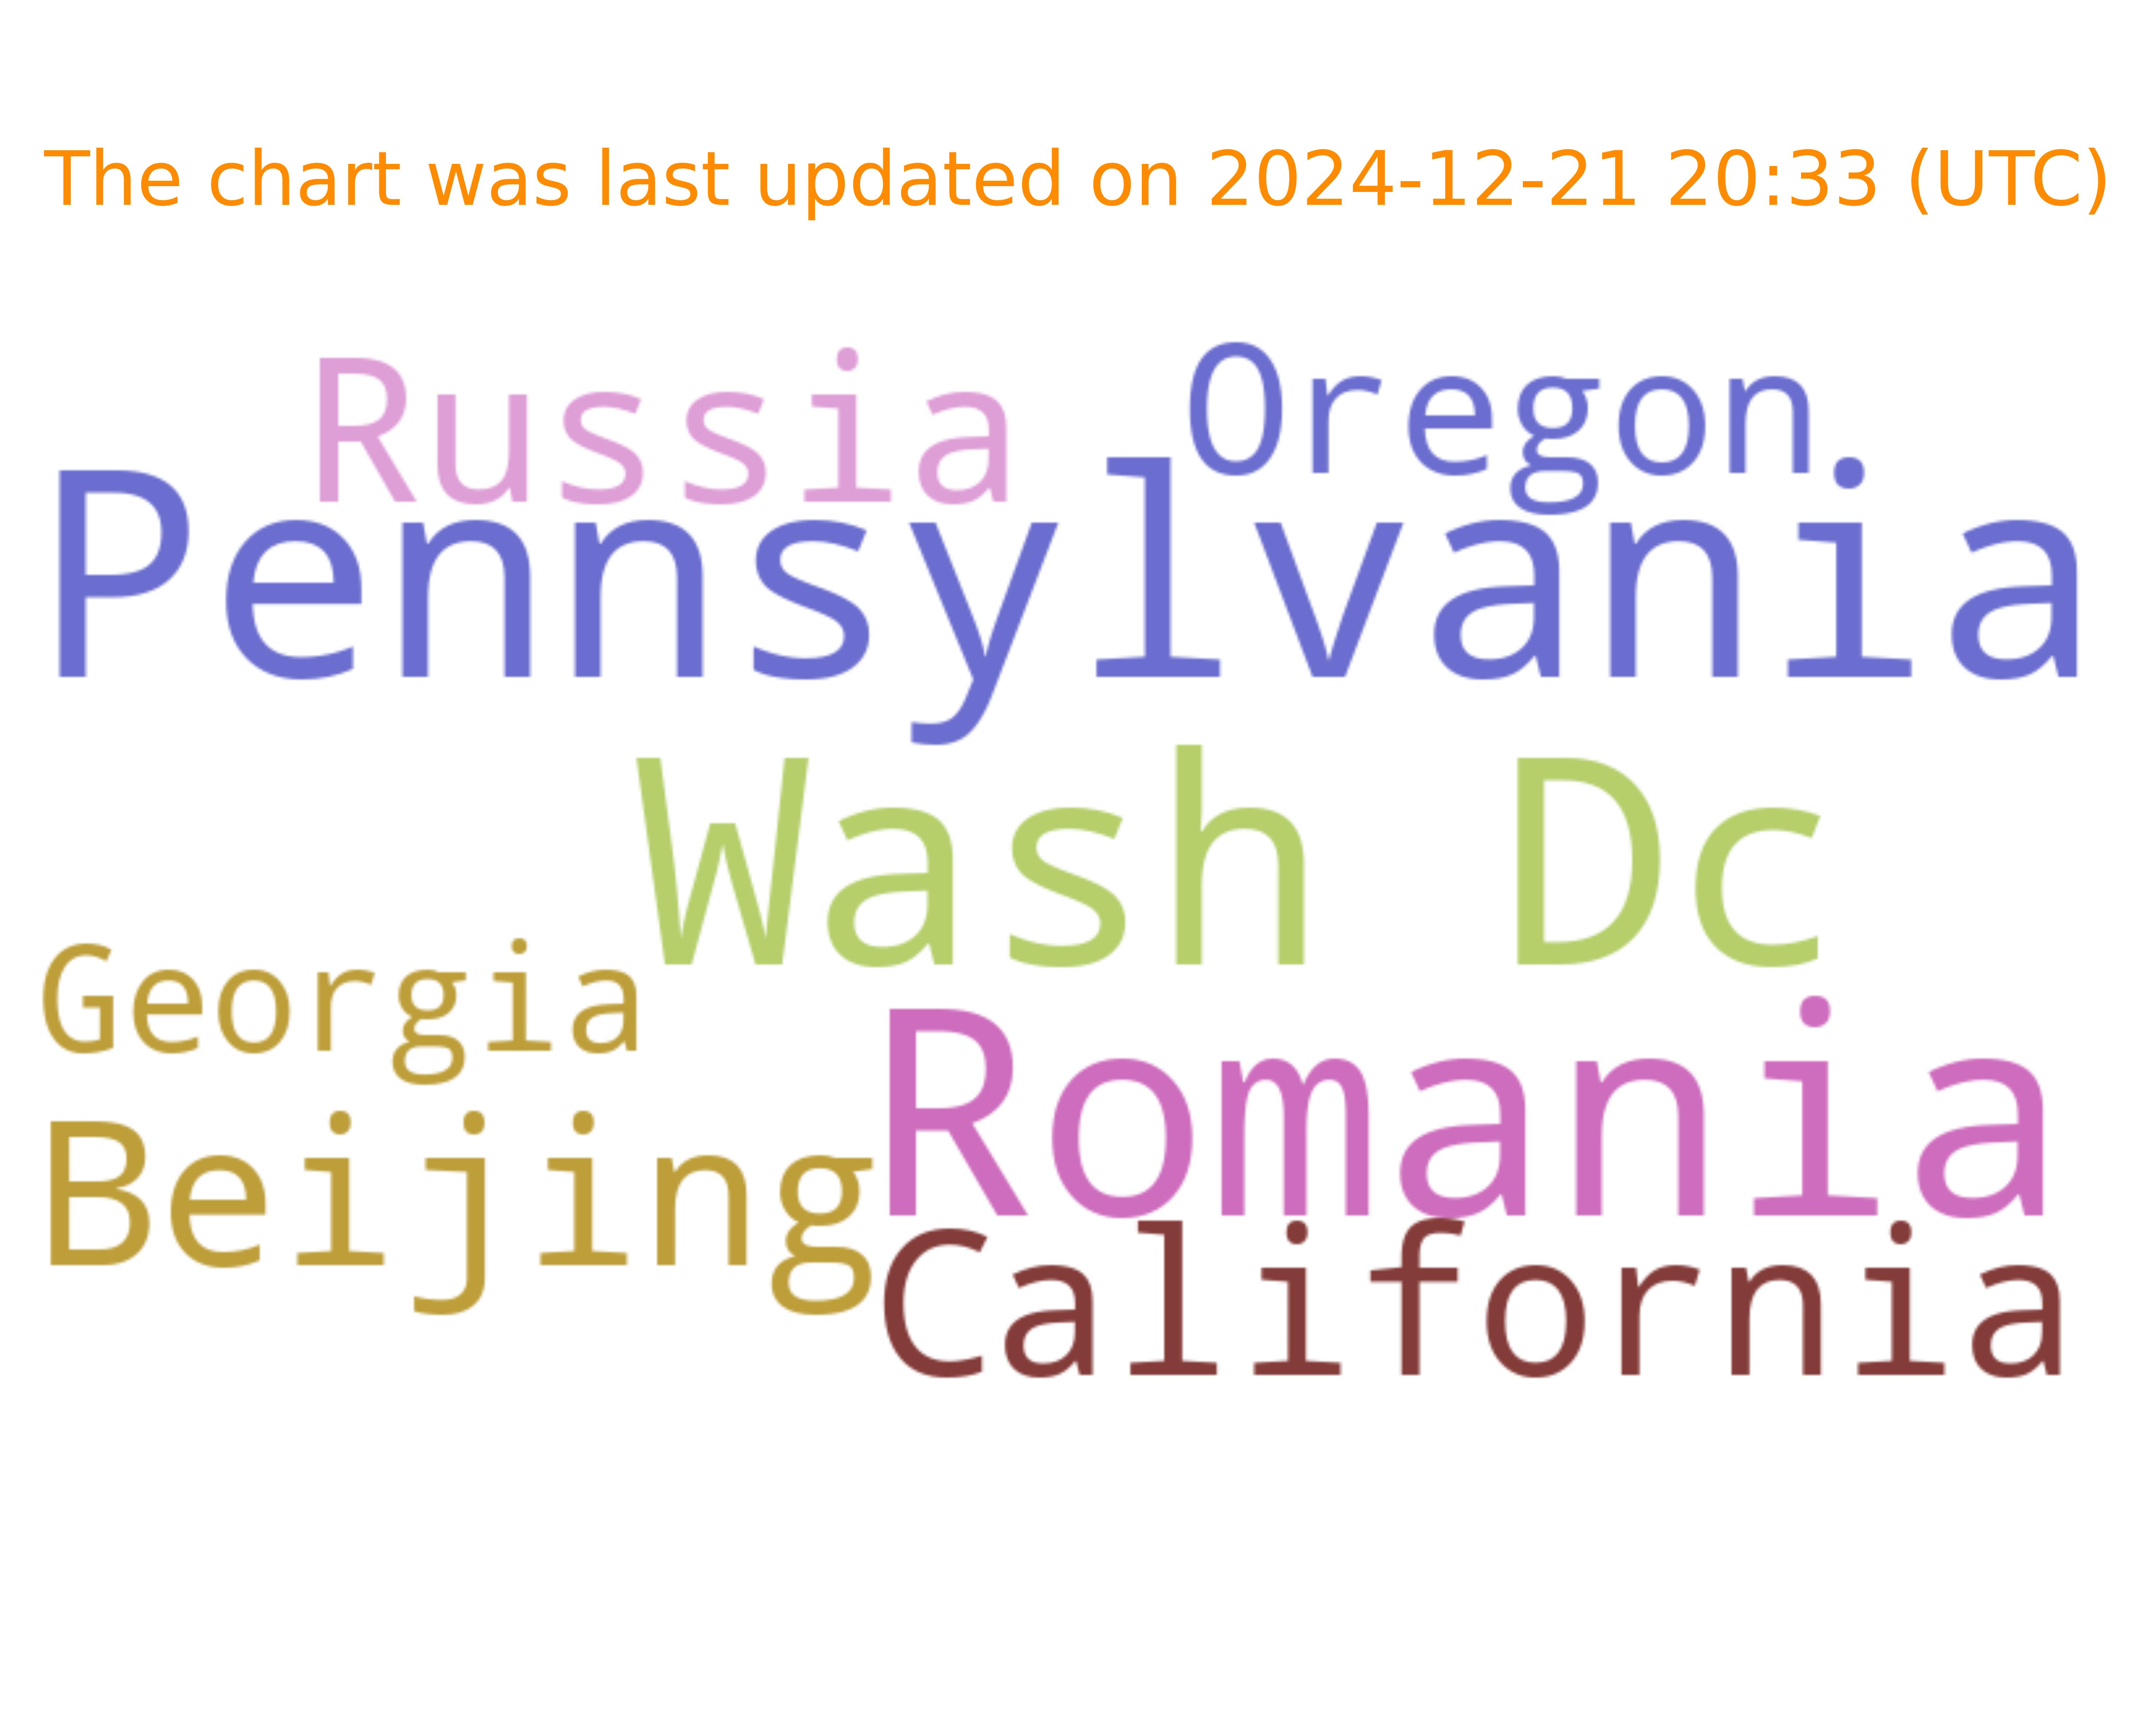 The chart was last updated on 2024-12-21 20:33 (UTC)
Russia
Oregon
Pennsylvania
Wash Dc
Georgia
Romania
Beijing
California